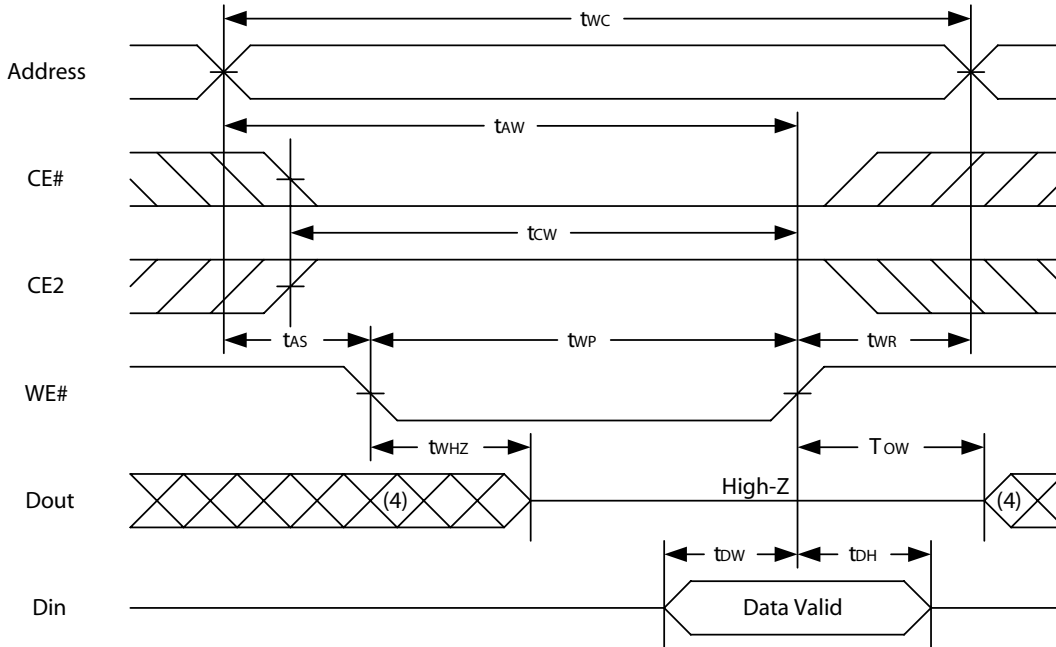 tWC
Address
tAW
CE#
tCW
CE2
tAS tWP tWR
WE#
tWHZ TOW
Dout (4) High-Z (4)
tDW tDH
Din Data Valid